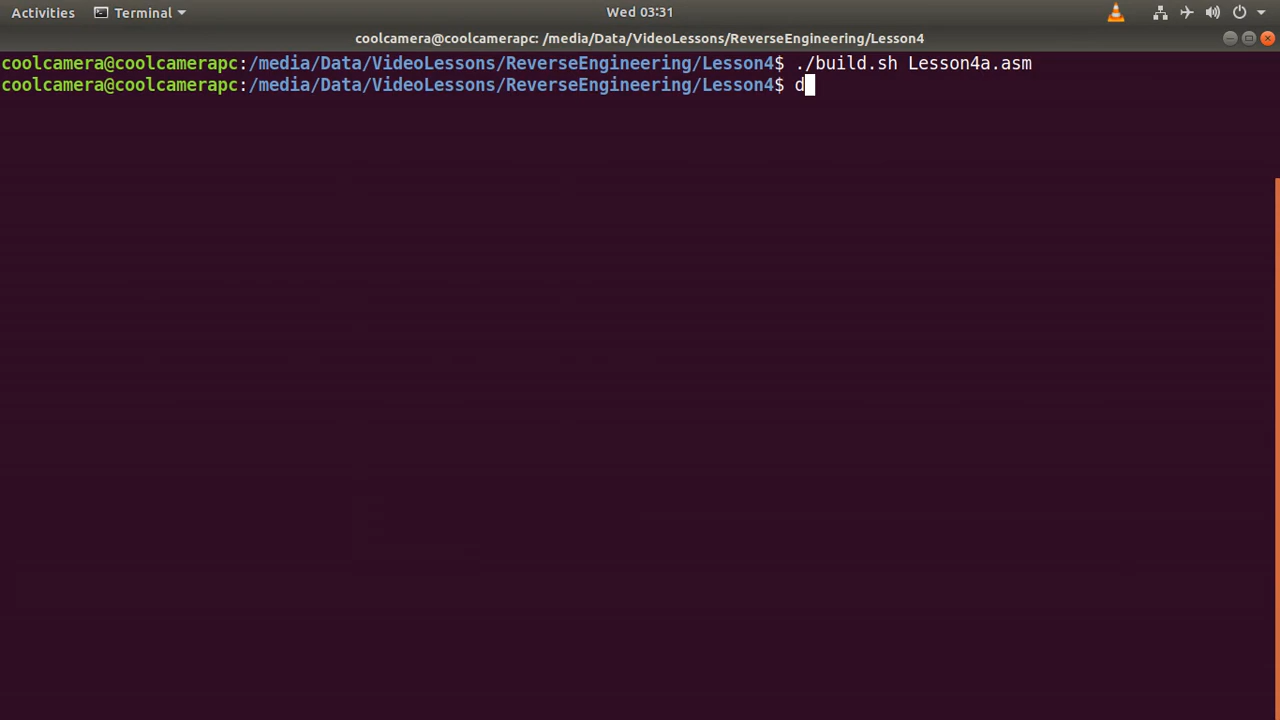 Activities Terminal Wed 03:31
coolcamera@coolcamerapc: /media/Data/VideoLessons/ReverseEngineering/Lesson4
coolcamera@coolcamerapc:/media/Data/VideoLessons/ReverseEngineering/Lesson4$ ./build.sh Lesson4a.asm
coolcamera@coolcamerapc:/media/Data/VideoLessons/ReverseEngineering/Lesson4$ d